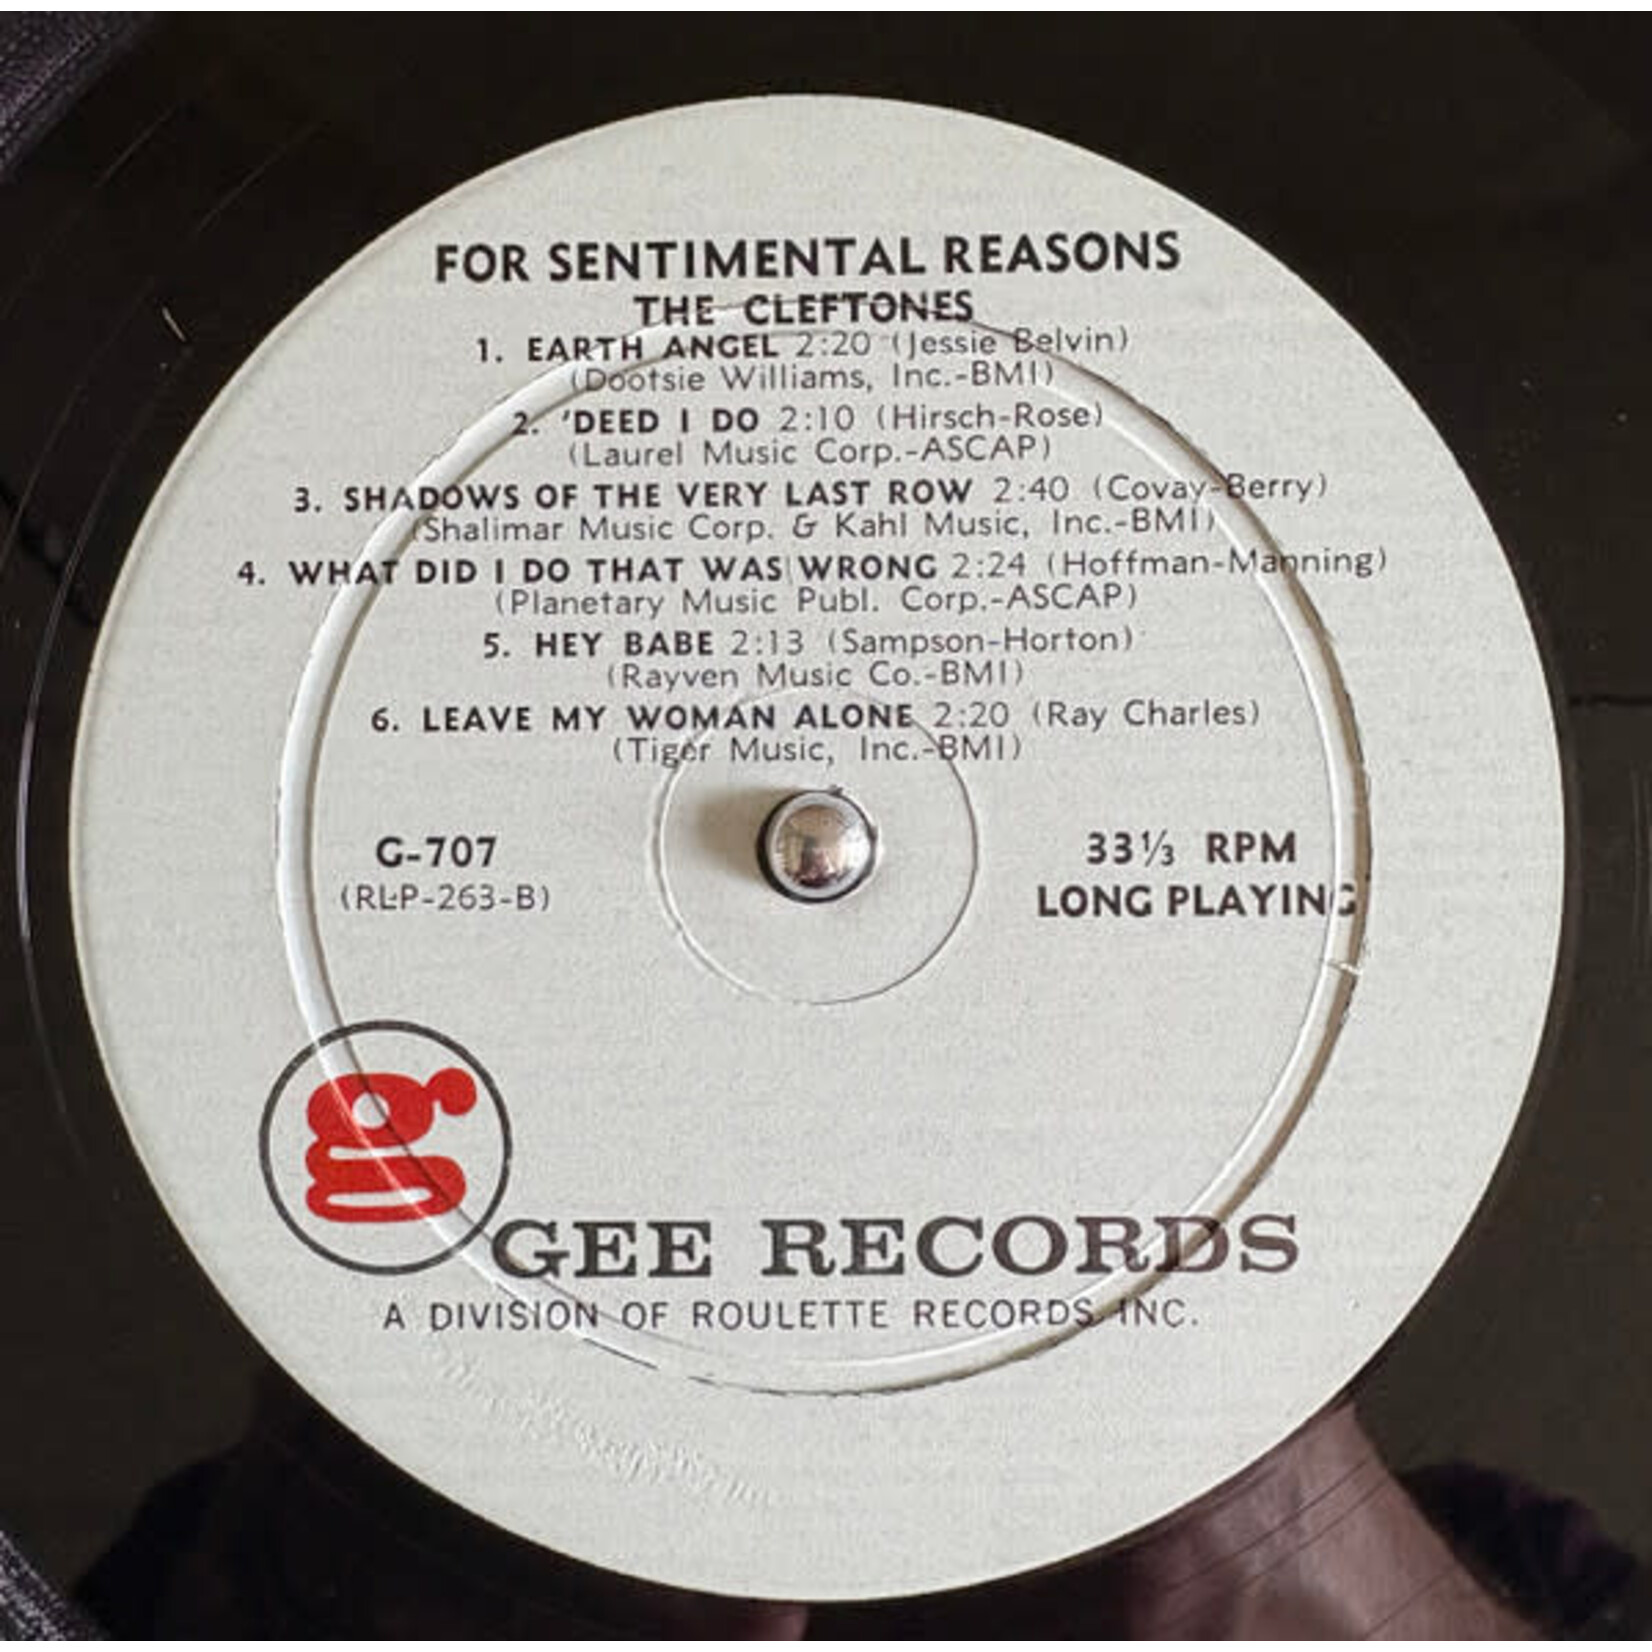 FOR SENTIMENTAL REASONS
THE CLEFTONES
1. EARTH ANGEL 2:20 (Jessie Belvin)
(Dootsie Williams, Inc.-BMI)
2. 'DEED I DO 2:10 (Hirsch-Rose)
(Laurel Music Corp.-ASCAP)
3. SHADOWS OF THE VERY LAST ROW 2:40 (Covay-Berry)
(Shalimar Music Corp. & Kahl Music, Inc.-BMI)
4. WHAT DID I DO THAT WAS WRONG 2:24 (Hoffman-Manning)
(Planetary Music Publ. Corp.-ASCAP)
5. HEY BABE 2:13 (Sampson-Horton)
(Rayven Music Co.-BMI)
6. LEAVE MY WOMAN ALONE 2:20 (Ray Charles)
(Tiger Music, Inc.-BMI)
G-707 33⅓ RPM
(RLP-263-B) LONG PLAYING
g
GEE RECORDS
A DIVISION OF ROULETTE RECORDS INC.